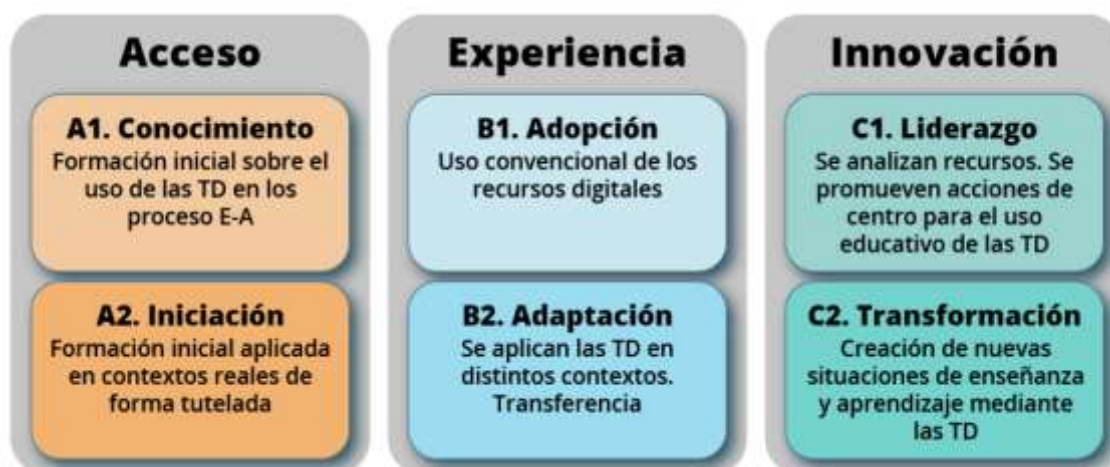 Acceso
A1. Conocimiento
Formación inicial sobre el
uso de las TD en los
proceso E-A
A2. Iniciación
Formación inicial aplicada
en contextos reales de
forma tutelada
Experiencia
B1. Adopción
Uso convencional de los
recursos digitales
B2. Adaptación
Se aplican las TD en
distintos contextos.
Transferencia
Innovación
C1. Liderazgo
Se analizan recursos. Se
promueven acciones de
centro para el uso
educativo de las TD
C2. Transformación
Creación de nuevas
situaciones de enseñanza
y aprendizaje mediante
las TD